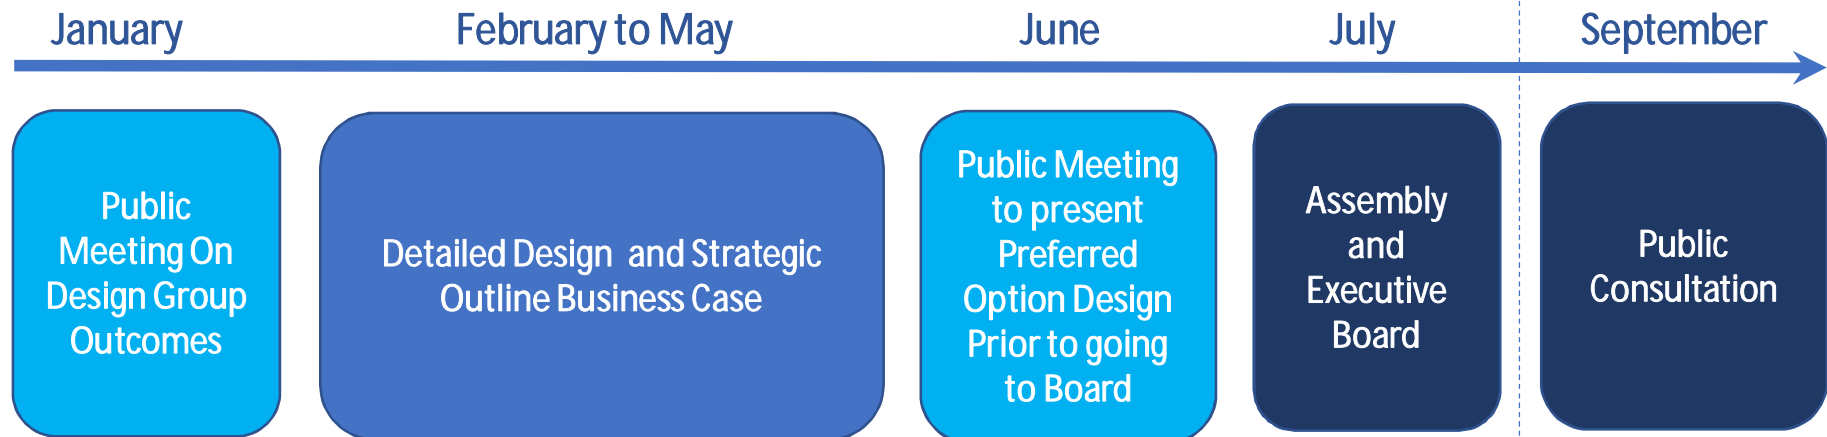 January
February to May
June
July
September
Public
Meeting On
Design Group
Outcomes
Detailed Design  and Strategic
Outline Business Case
Public Meeting
to present
Preferred
Option Design
Prior to going
to Board
Assembly
and
Executive
Board
Public
Consultation